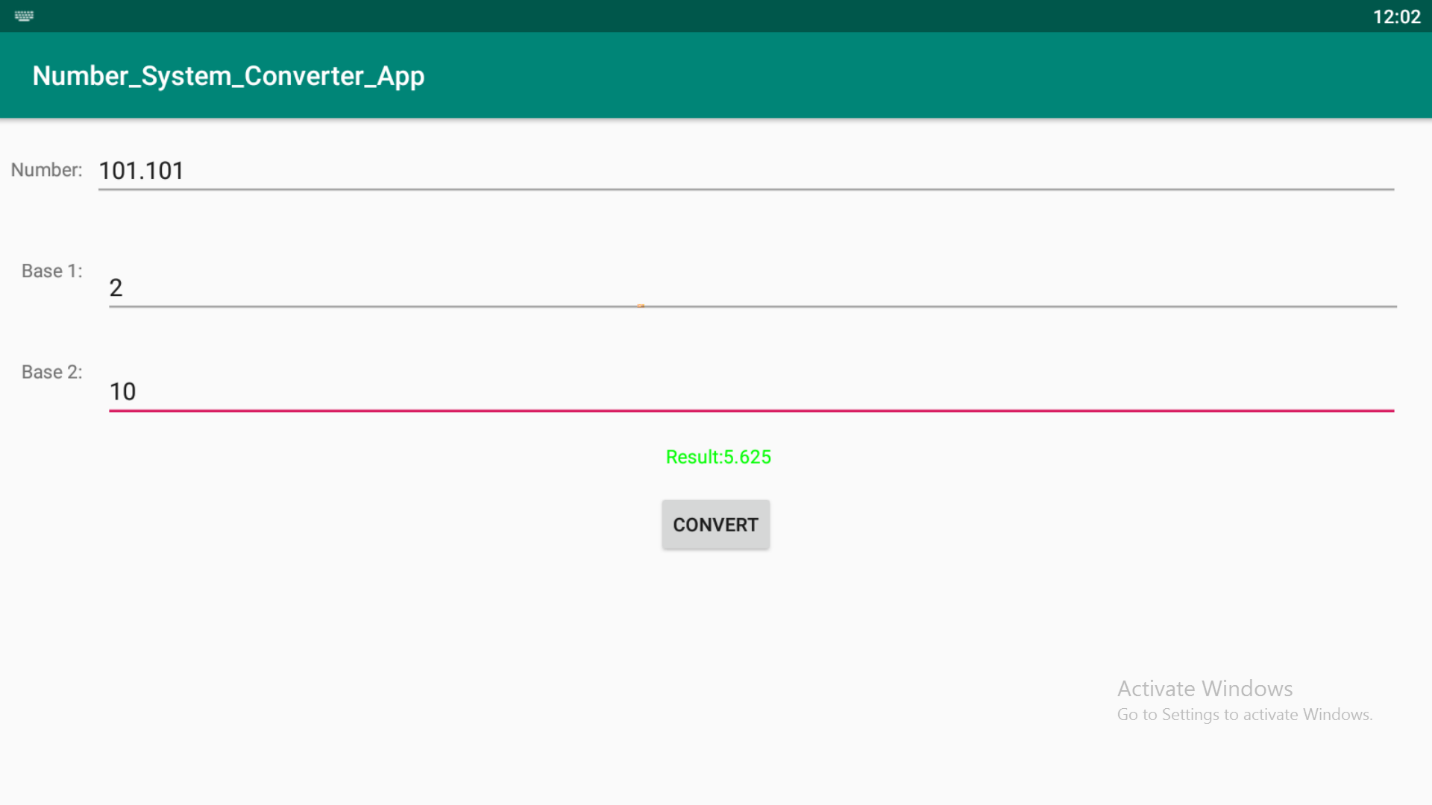 12:02
Number_System_Converter_App
Number: 101.101
Base 1:
2
Base 2:
10
Result:5.625
CONVERT
Activate Windows
Go to Settings to activate Windows.